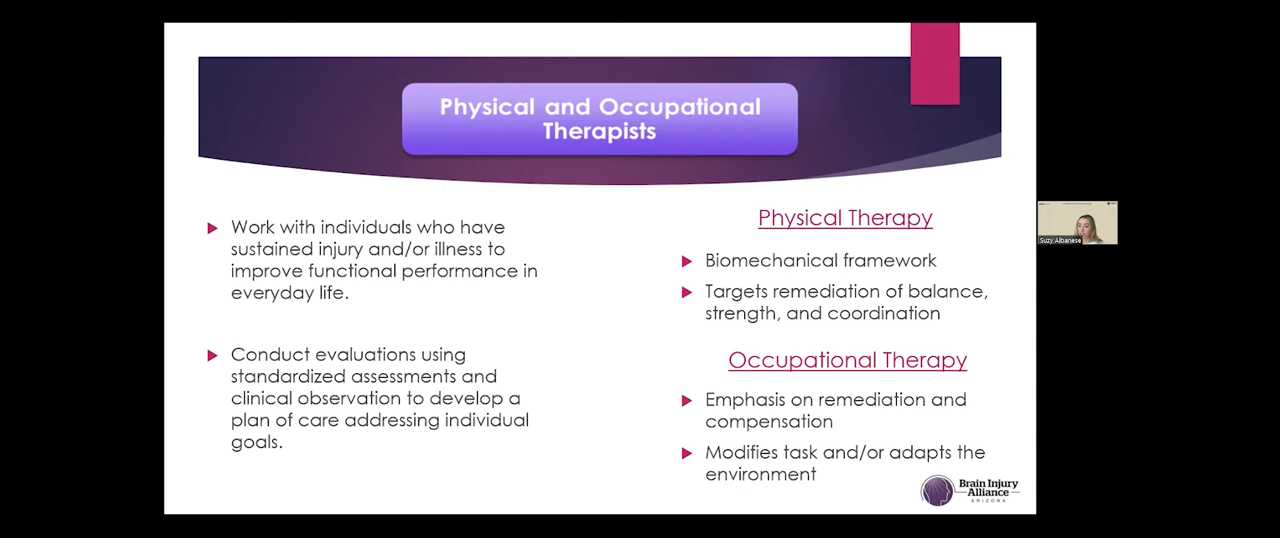 Physical and Occupational
Therapists
Work with individuals who have
sustained injury and/or illness to
improve functional performance in
everyday life.
Conduct evaluations using
standardized assessments and
clinical observation to develop a
plan of care addressing individual
goals.
Physical Therapy
Biomechanical framework
Targets remediation of balance,
strength, and coordination
Occupational Therapy
Emphasis on remediation and
compensation
Modifies task and/or adapts the
environment
Brain Injury
Alliance
ARIZONA
Suzy Albanese